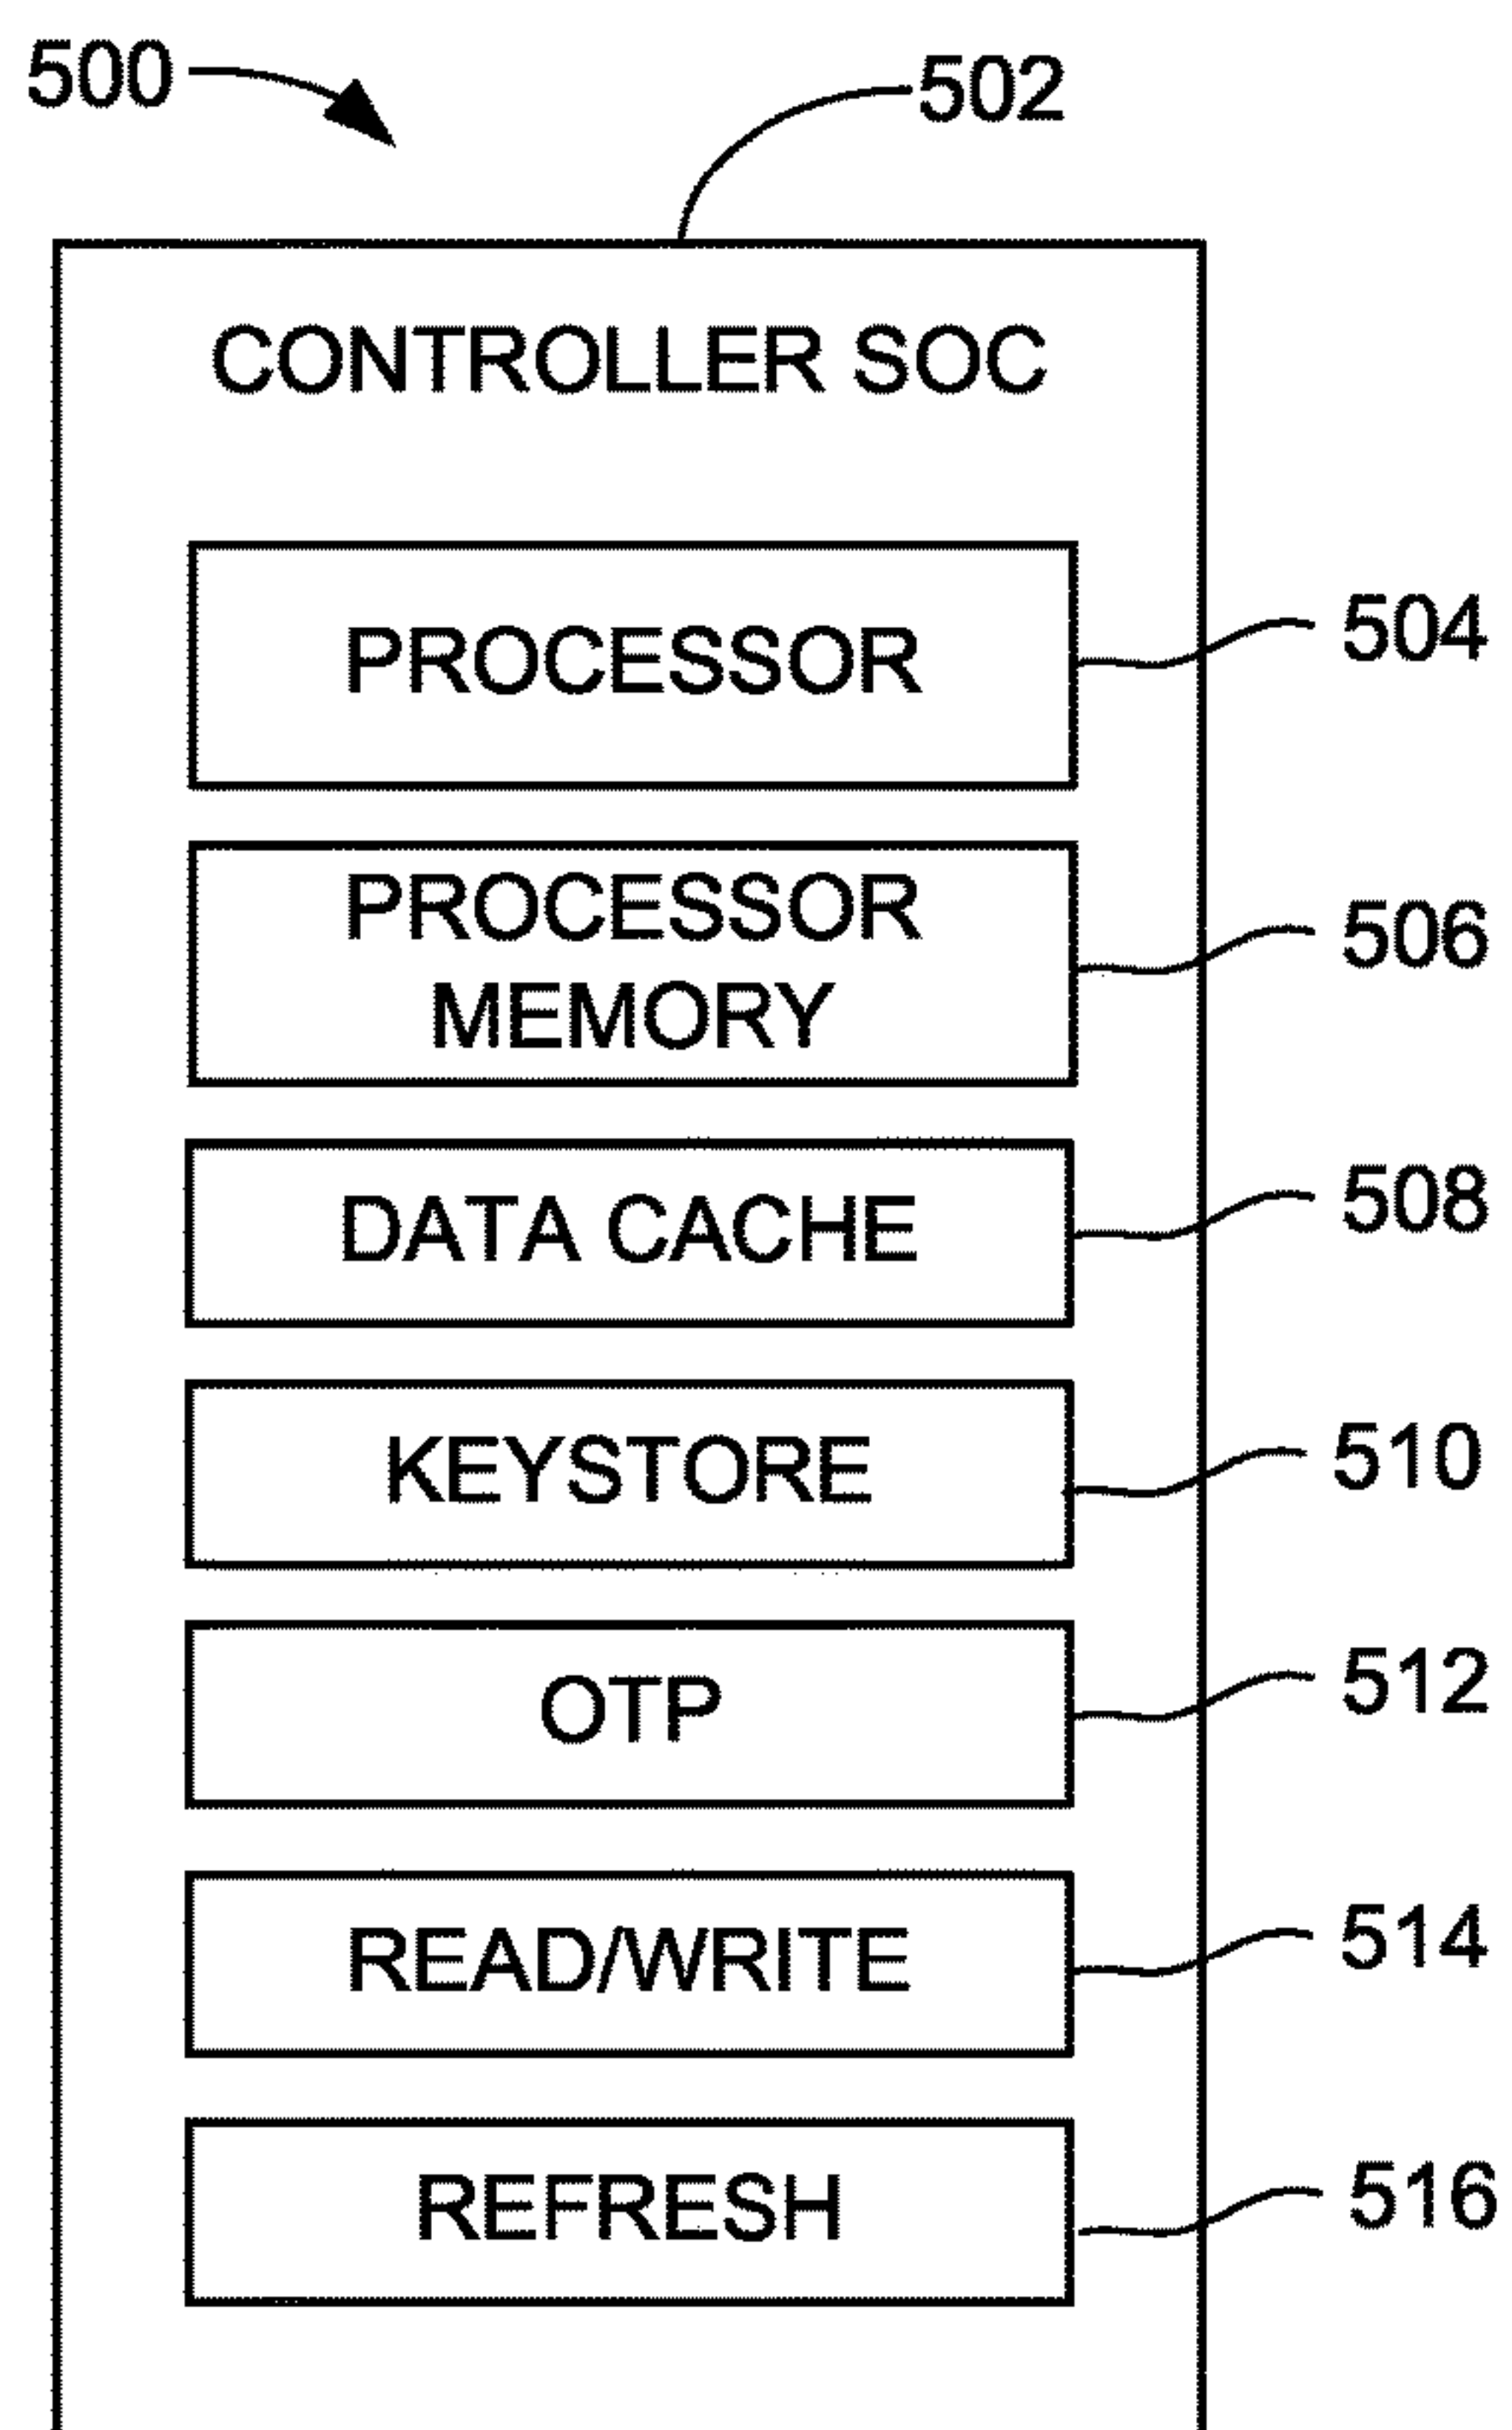 500
502
CONTROLLER SOC
PROCESSOR
504
PROCESSOR
MEMORY
506
DATA CACHE
508
KEYSTORE
510
OTP
512
READ/WRITE
514
REFRESH
516